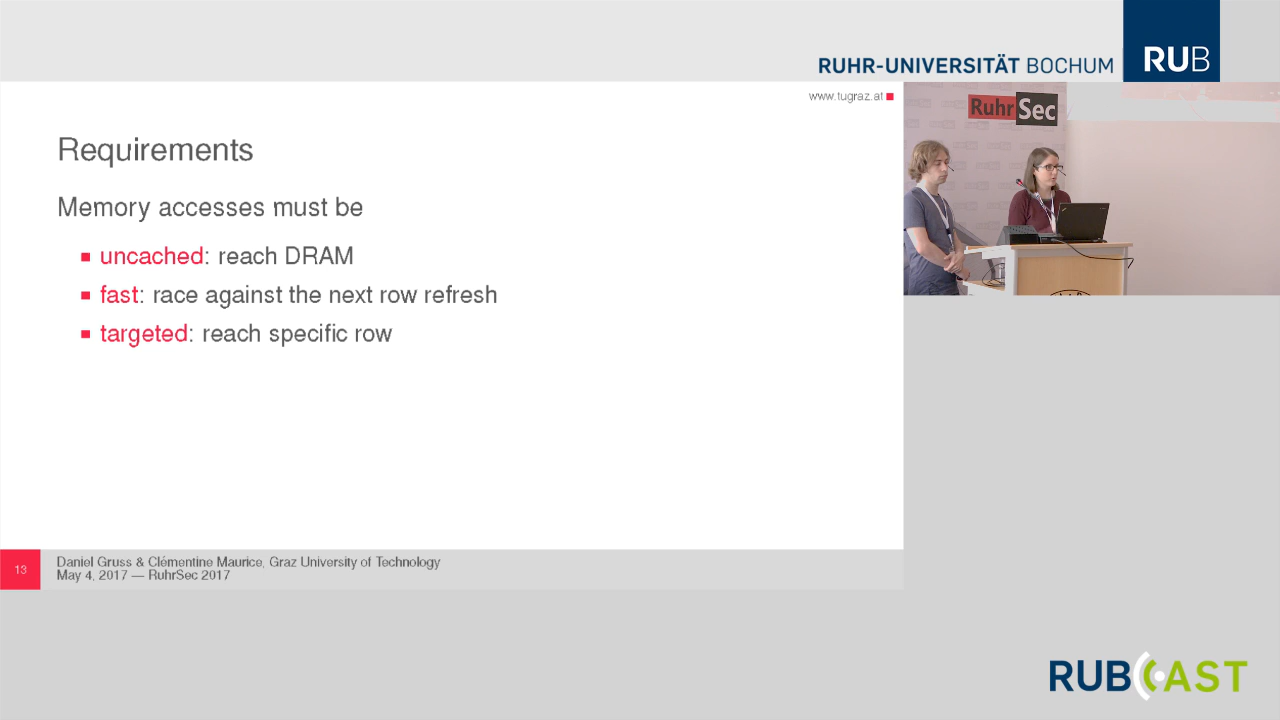 RUHR-UNIVERSITÄT BOCHUM
RUB
www.tugraz.at
Ruhr Sec
Requirements
Memory accesses must be
uncached: reach DRAM
fast: race against the next row refresh
targeted: reach specific row
13
Daniel Gruss & Clémentine Maurice, Graz University of Technology
May 4, 2017 — RuhrSec 2017
RUBCAST